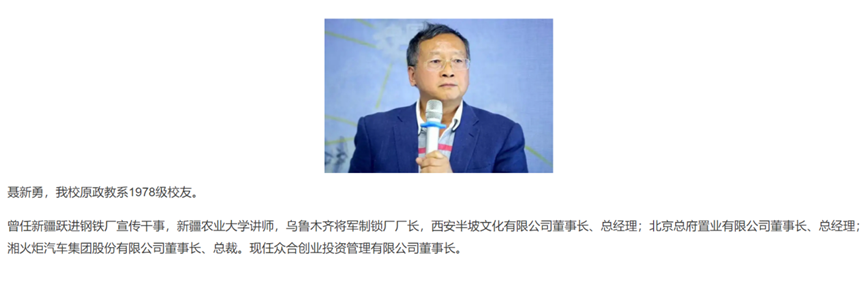 聂新勇，我校原政教系1978级校友。
曾任新疆跃进钢铁厂宣传干事，新疆农业大学讲师，乌鲁木齐将军制锁厂厂长，西安半坡文化有限公司董事长、总经理；北京总府置业有限公司董事长、总经理；
湘火炬汽车集团股份有限公司董事长、总裁。现任众合创业投资管理有限公司董事长。